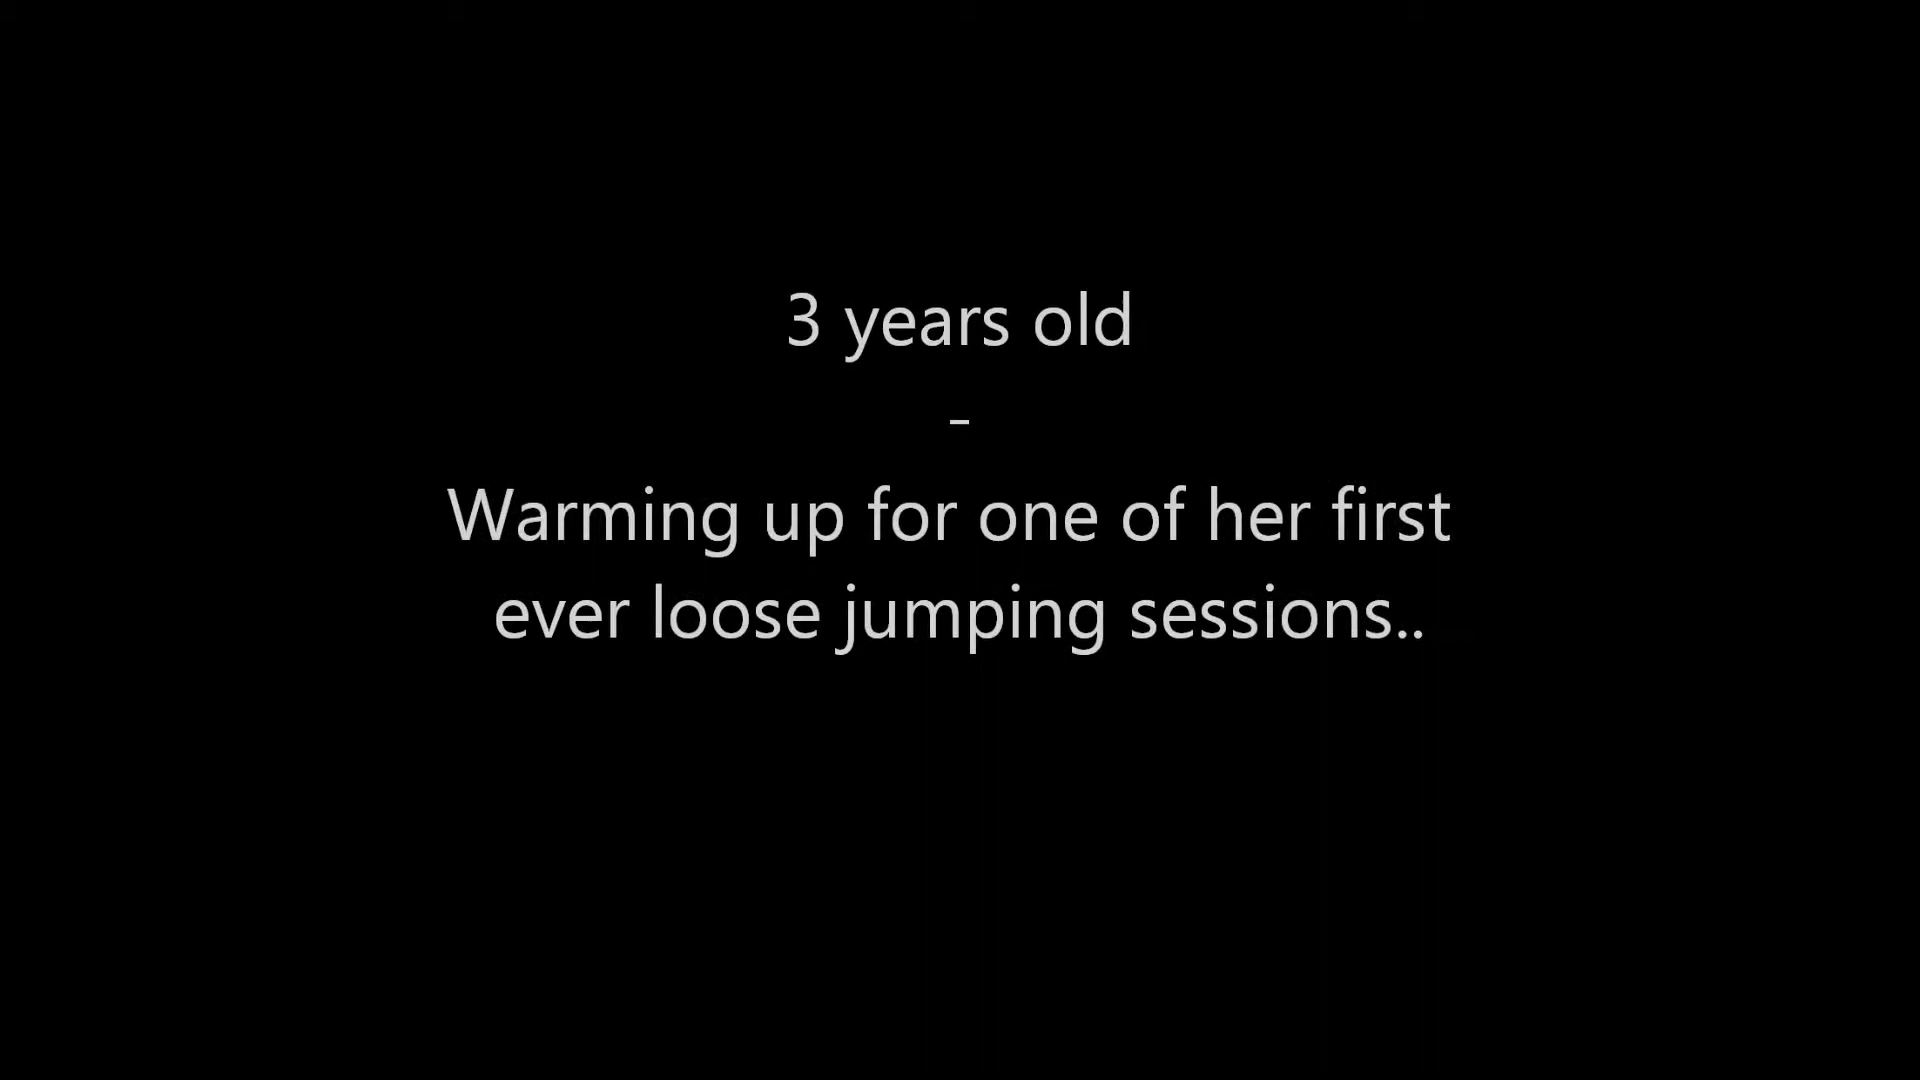 3 years old
-
Warming up for one of her first
ever loose jumping sessions..